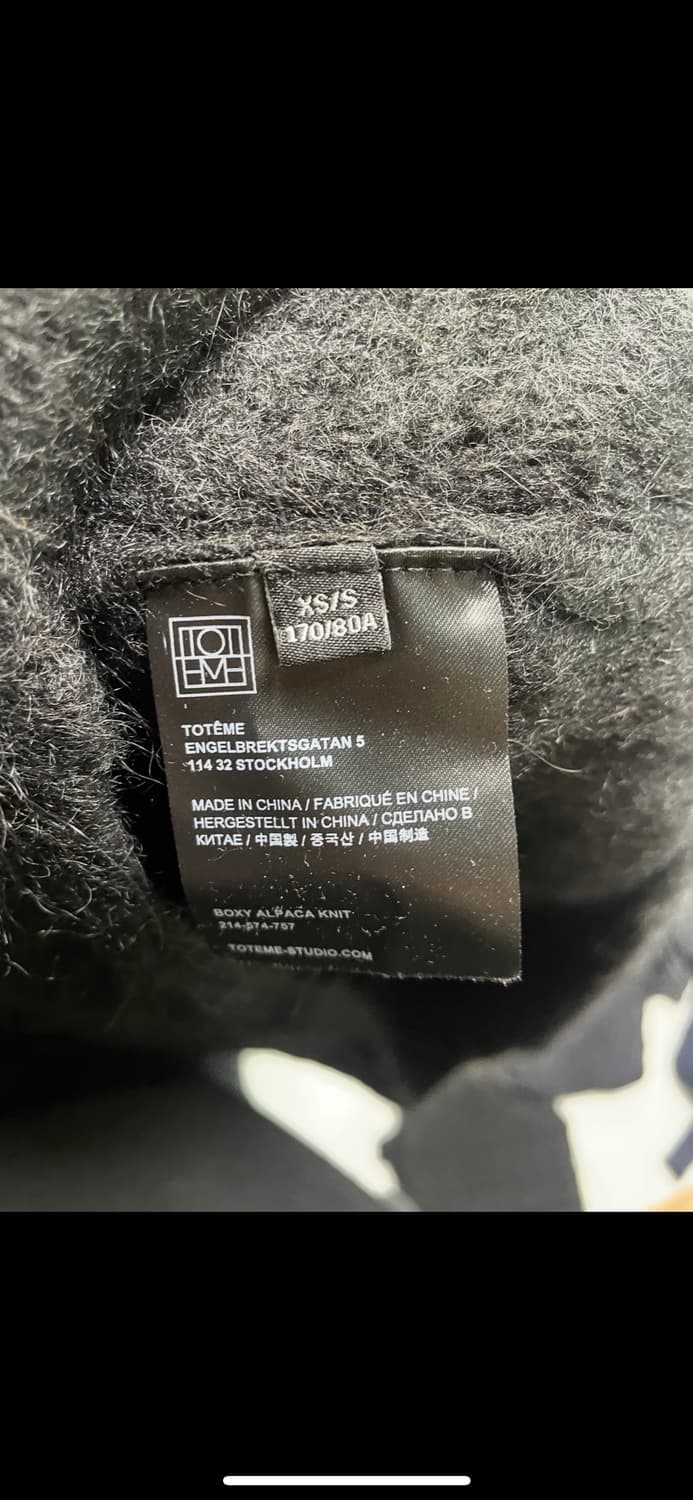 XS/S
170/80A
TOTÊME
TOTÊME
ENGELBREKTSGATAN 5
114 32 STOCKHOLM
MADE IN CHINA / FABRIQUÉ EN CHINE /
HERGESTELLT IN CHINA / СДЕЛАНО В
КИТАЕ / 中国製 / 중국산 / 中国制造
BOXY ALPACA KNIT
214-574-757
TOTEME-STUDIO.COM